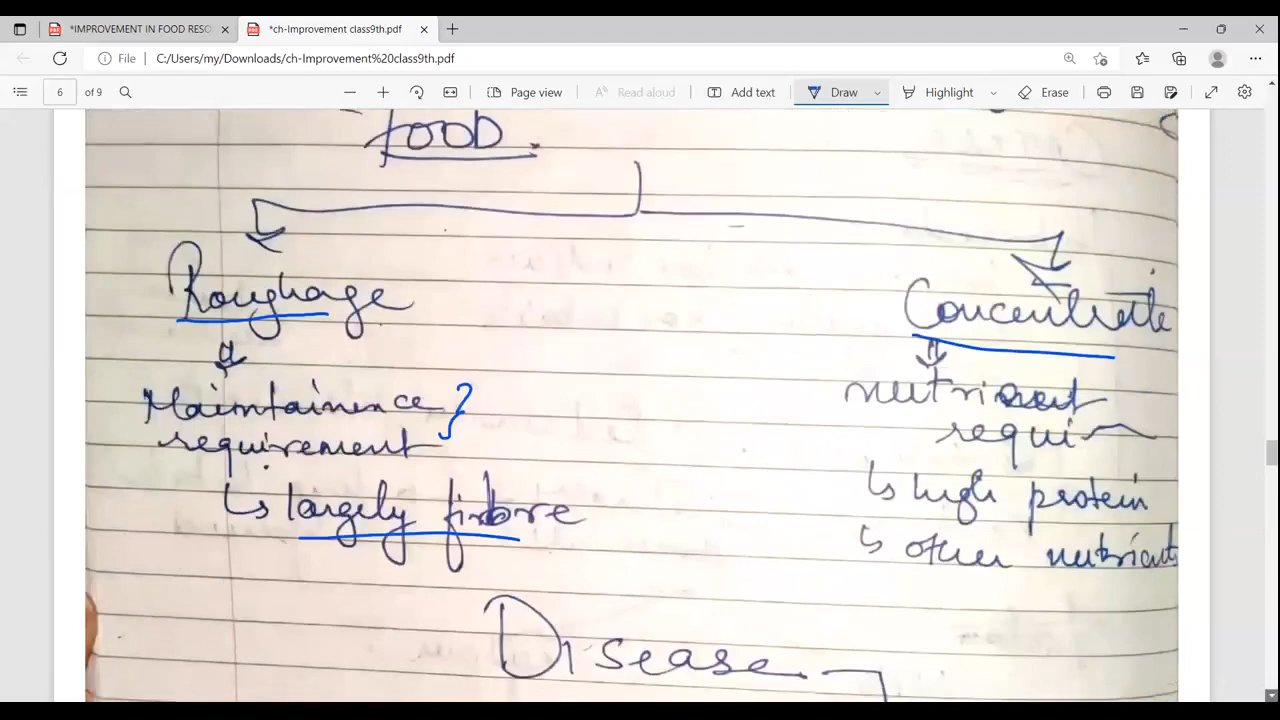 *IMPROVEMENT IN FOOD RESO
*ch-Improvement class9th.pdf
File C:/Users/my/Downloads/ch-Improvement%20class9th.pdf
6 of 9 Page view Read aloud Add text Draw Highlight Erase
food.
Roughage
Concentrate
Maintainence
requirement
nutrient
requi
largely fibre
high protein
other nutrients
Disease